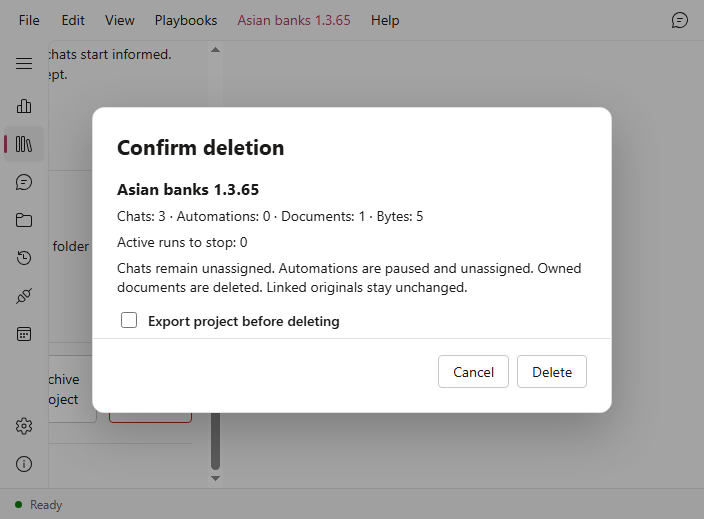 File Edit View Playbooks Asian banks 1.3.65 Help
chats start informed.
ept.
folder
chive
oject
Confirm deletion
Asian banks 1.3.65
Chats: 3 · Automations: 0 · Documents: 1 · Bytes: 5
Active runs to stop: 0
Chats remain unassigned. Automations are paused and unassigned. Owned
documents are deleted. Linked originals stay unchanged.
Export project before deleting
Cancel Delete
Ready